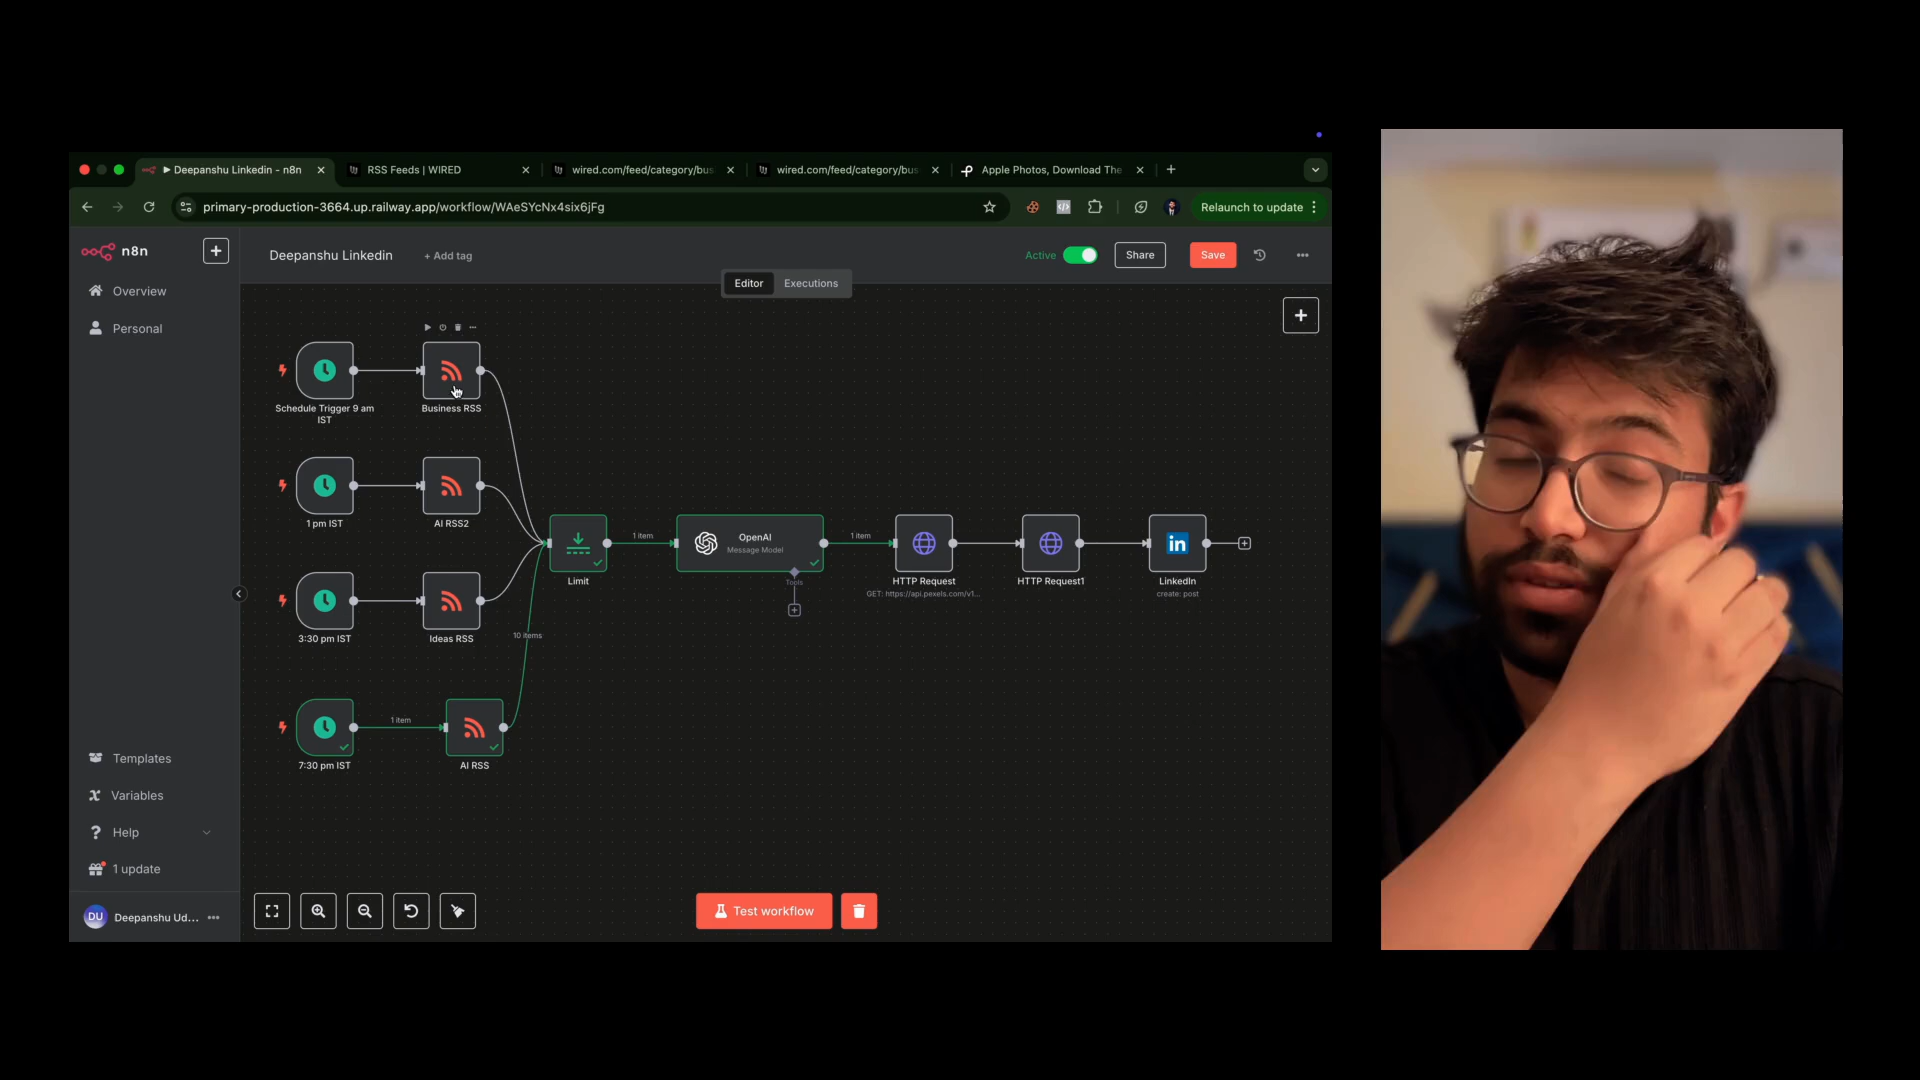 Deepanshu Linkedin - n8n
RSS Feeds | WIRED
wired.com/feed/category/bus
wired.com/feed/category/bus
Apple Photos, Download The
primary-production-3664.up.railway.app/workflow/WAeSYcNx4six6jFg
Relaunch to update
n8n
Deepanshu Linkedin
+ Add tag
Active
Share
Save
Editor
Executions
Overview
Personal
Schedule Trigger 9 am
IST
Business RSS
1 pm IST
AI RSS2
3:30 pm IST
Ideas RSS
10 items
1 item
7:30 pm IST
AI RSS
Limit
1 item
OpenAI
Message Model
Tools
1 item
HTTP Request
GET: https://api.pexels.com/v1...
HTTP Request1
in
LinkedIn
create: post
Templates
Variables
Help
1 update
DU
Deepanshu Ud...
Test workflow